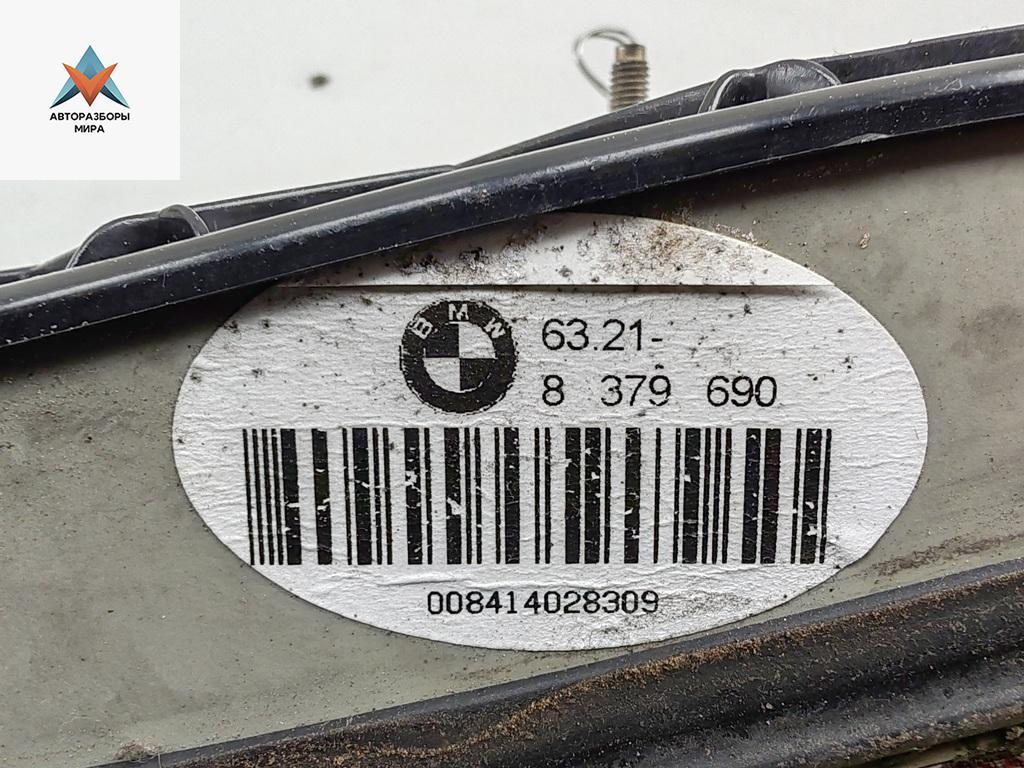 АВТОРАЗБОРЫ
МИРА
BMW
63.21-
8 379 690
008414028309